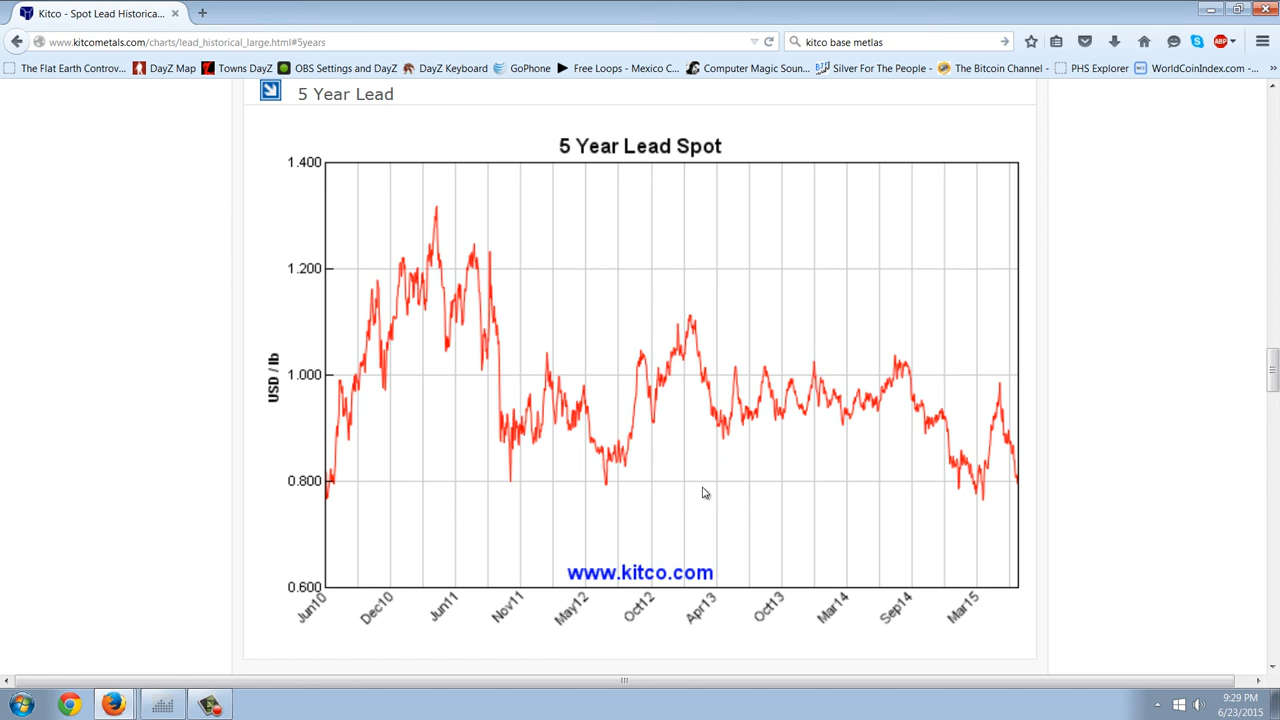 Kitco - Spot Lead Historica...
www.kitcometals.com/charts/lead_historical_large.html#5years
kitco base metlas
The Flat Earth Controv... DayZ Map Towns DayZ OBS Settings and DayZ DayZ Keyboard GoPhone Free Loops - Mexico C... Computer Magic Soun... Silver For The People - The Bitcoin Channel - PHS Explorer WorldCoinIndex.com -...
ABP
5 Year Lead
5 Year Lead Spot
1.400
1.200
1.000
0.800
0.600
USD / lb
www.kitco.com
Jun10 Dec10 Jun11 Nov11 May12 Oct12 Apr13 Oct13 Mar14 Sep14 Mar15
9:29 PM
6/23/2015